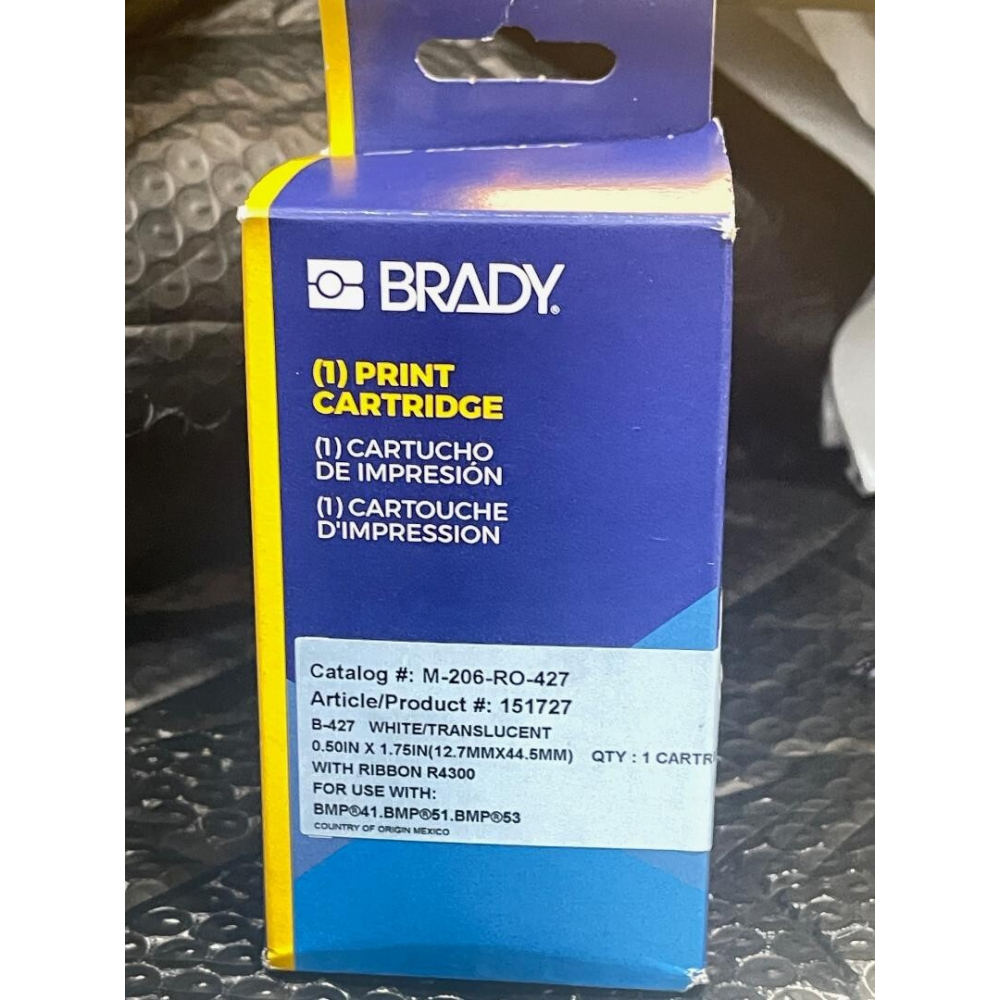 BRADY®
(1) PRINT
CARTRIDGE
(1) CARTUCHO
DE IMPRESIÓN
(1) CARTOUCHE
D'IMPRESSION
Catalog #: M-206-RO-427
Article/Product #: 151727
B-427 WHITE/TRANSLUCENT
0.50IN X 1.75IN(12.7MMX44.5MM) QTY : 1 CARTR
WITH RIBBON R4300
FOR USE WITH:
BMP®41.BMP®51.BMP®53
COUNTRY OF ORIGIN MEXICO